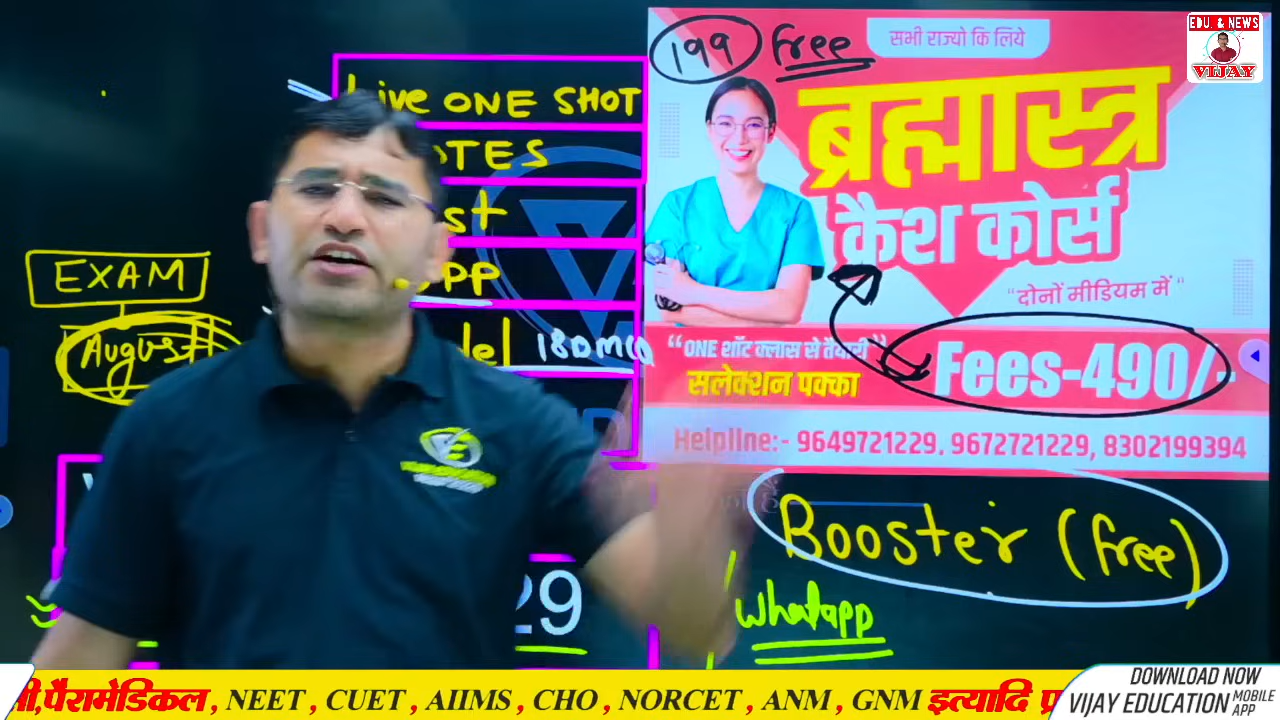 EDU. & NEWS
VIJAY
199 Free
सभी राज्यो कि लिये
ब्रह्मास्त्र
कैश कोर्स
"दोनों मीडियम में"
"ONE शॉट क्लास से तैयारी"
सलेक्शन पक्का
Fees-490/-
Helpline:- 9649721229, 9672721229, 8302199394
Live ONE SHOT
180MCQ
EXAM
August
Booster (free)
Whatapp
29
पैरामेडिकल , NEET , CUET , AIIMS , CHO , NORCET , ANM , GNM इत्यादि
DOWNLOAD NOW
VIJAY EDUCATION MOBILE APP